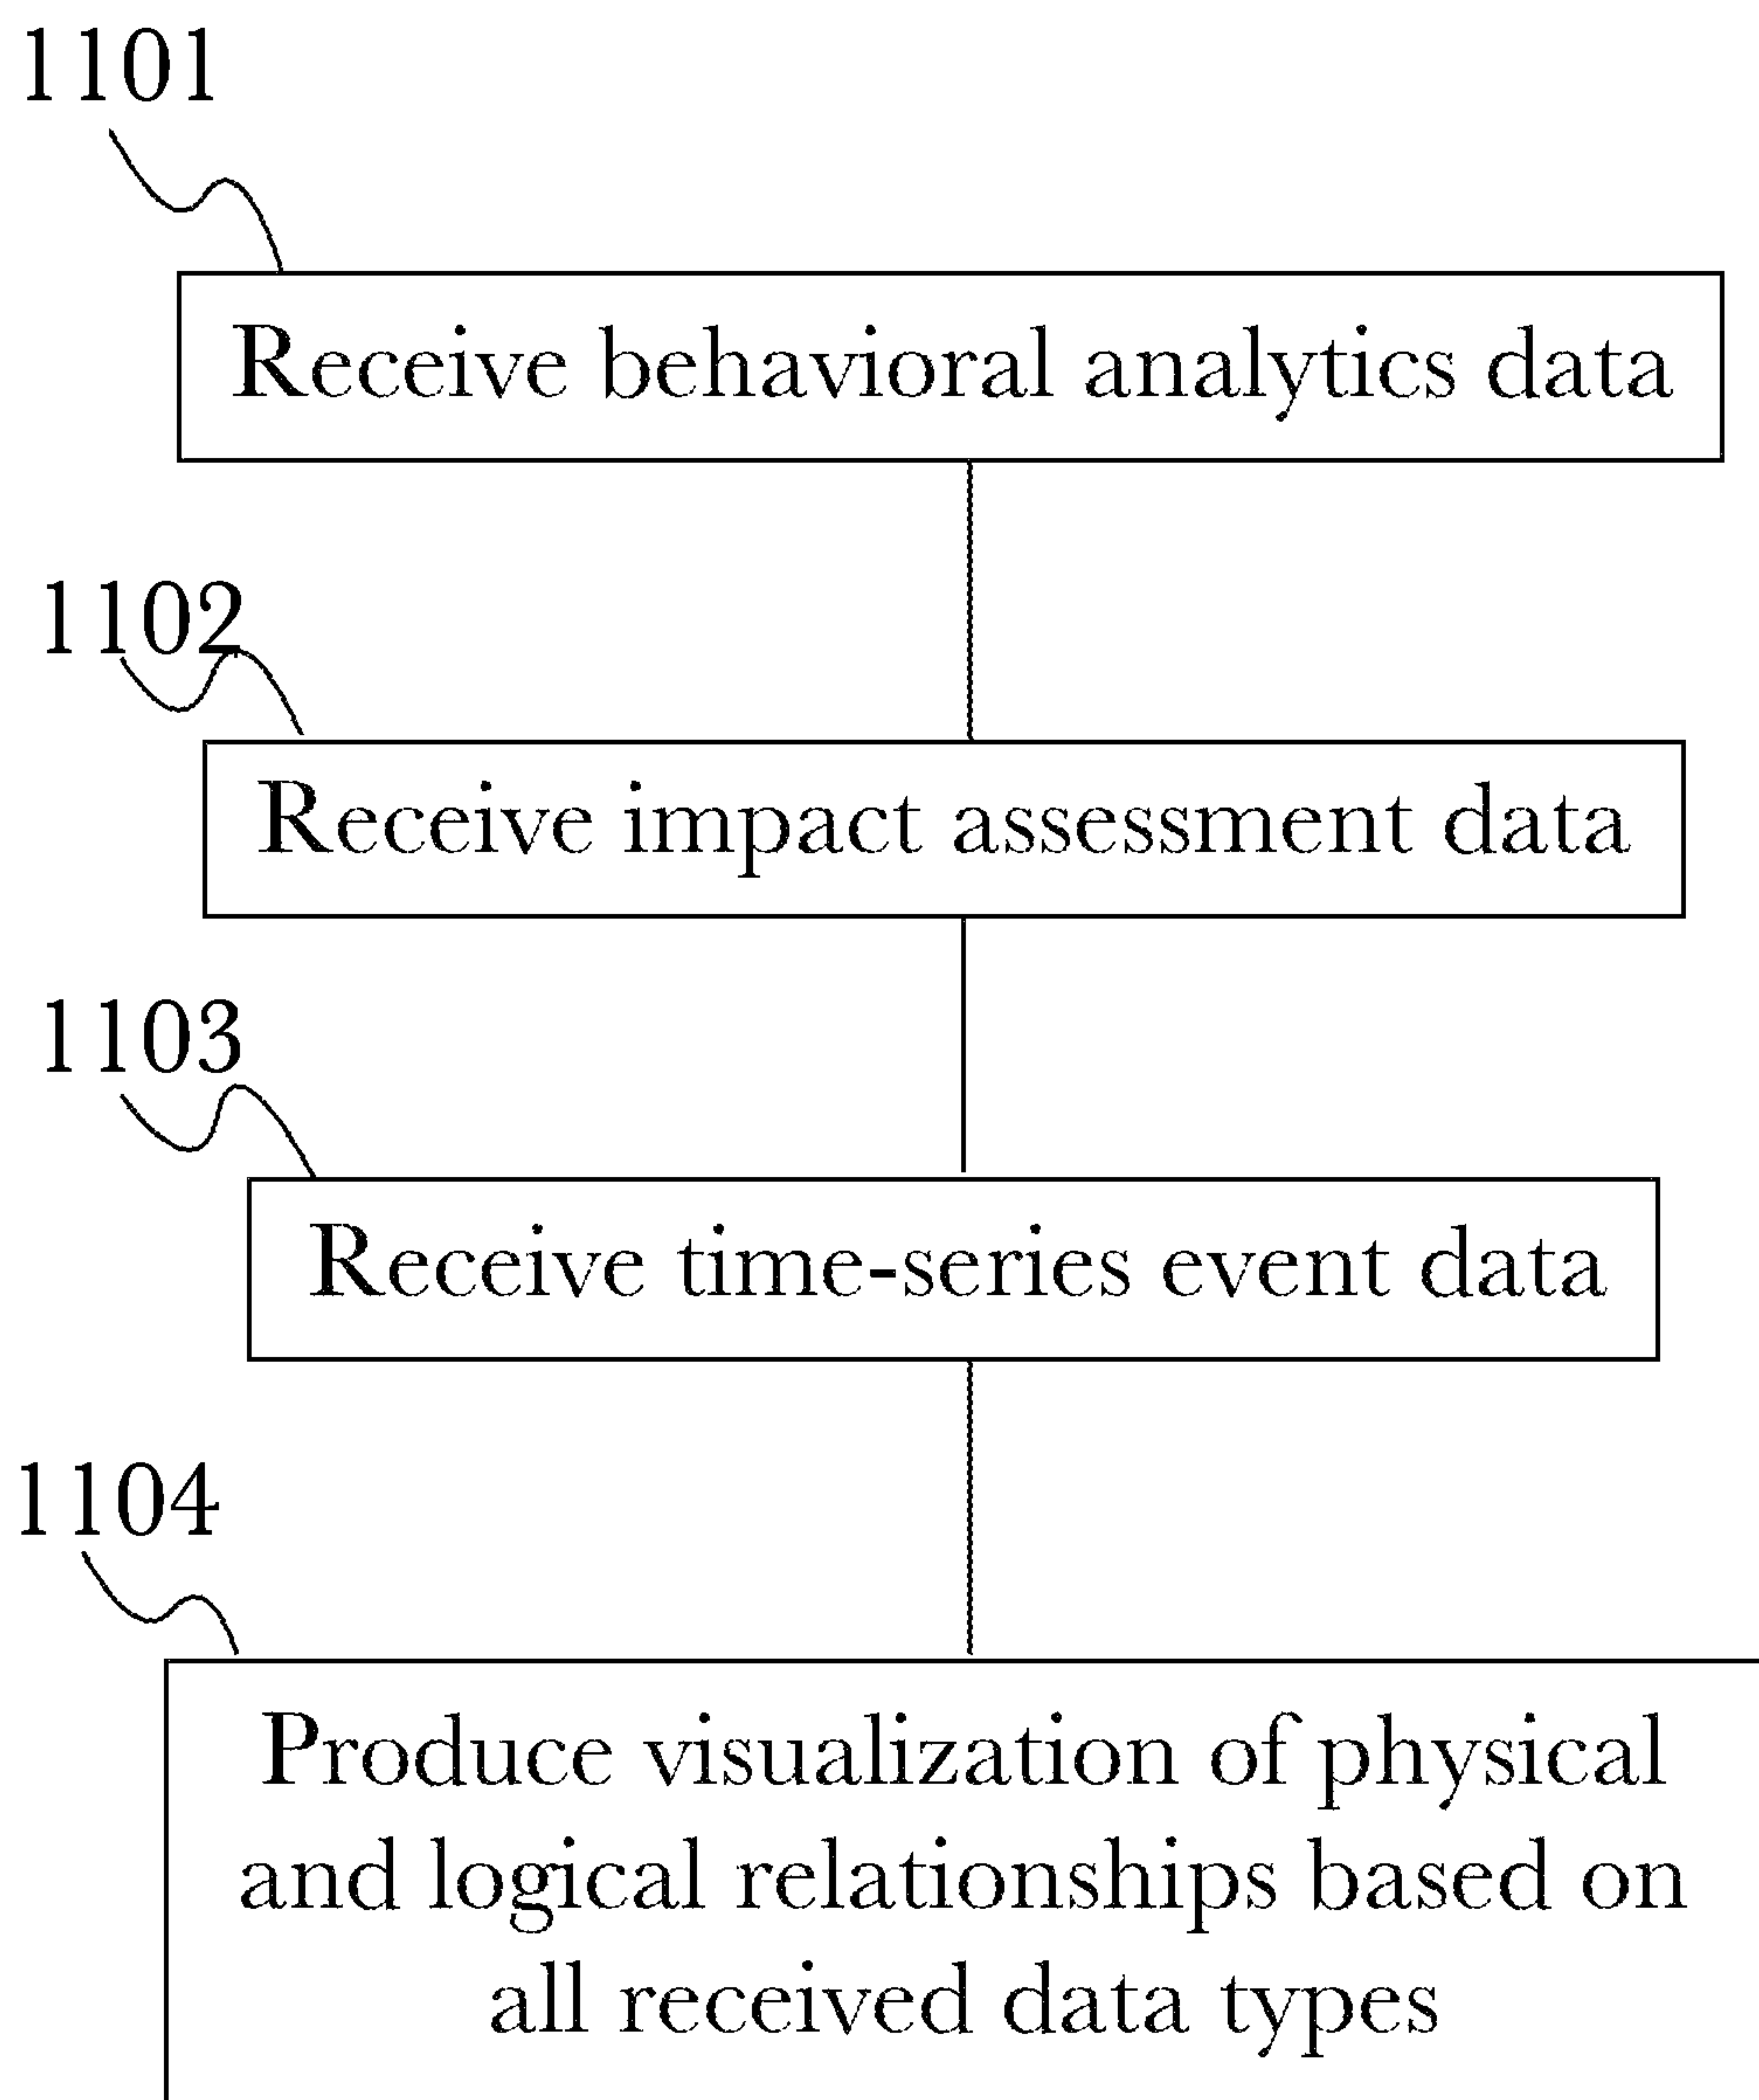 1101
Receive behavioral analytics data
1102
Receive impact assessment data
1103
Receive time-series event data
1104
Produce visualization of physical
and logical relationships based on
all received data types